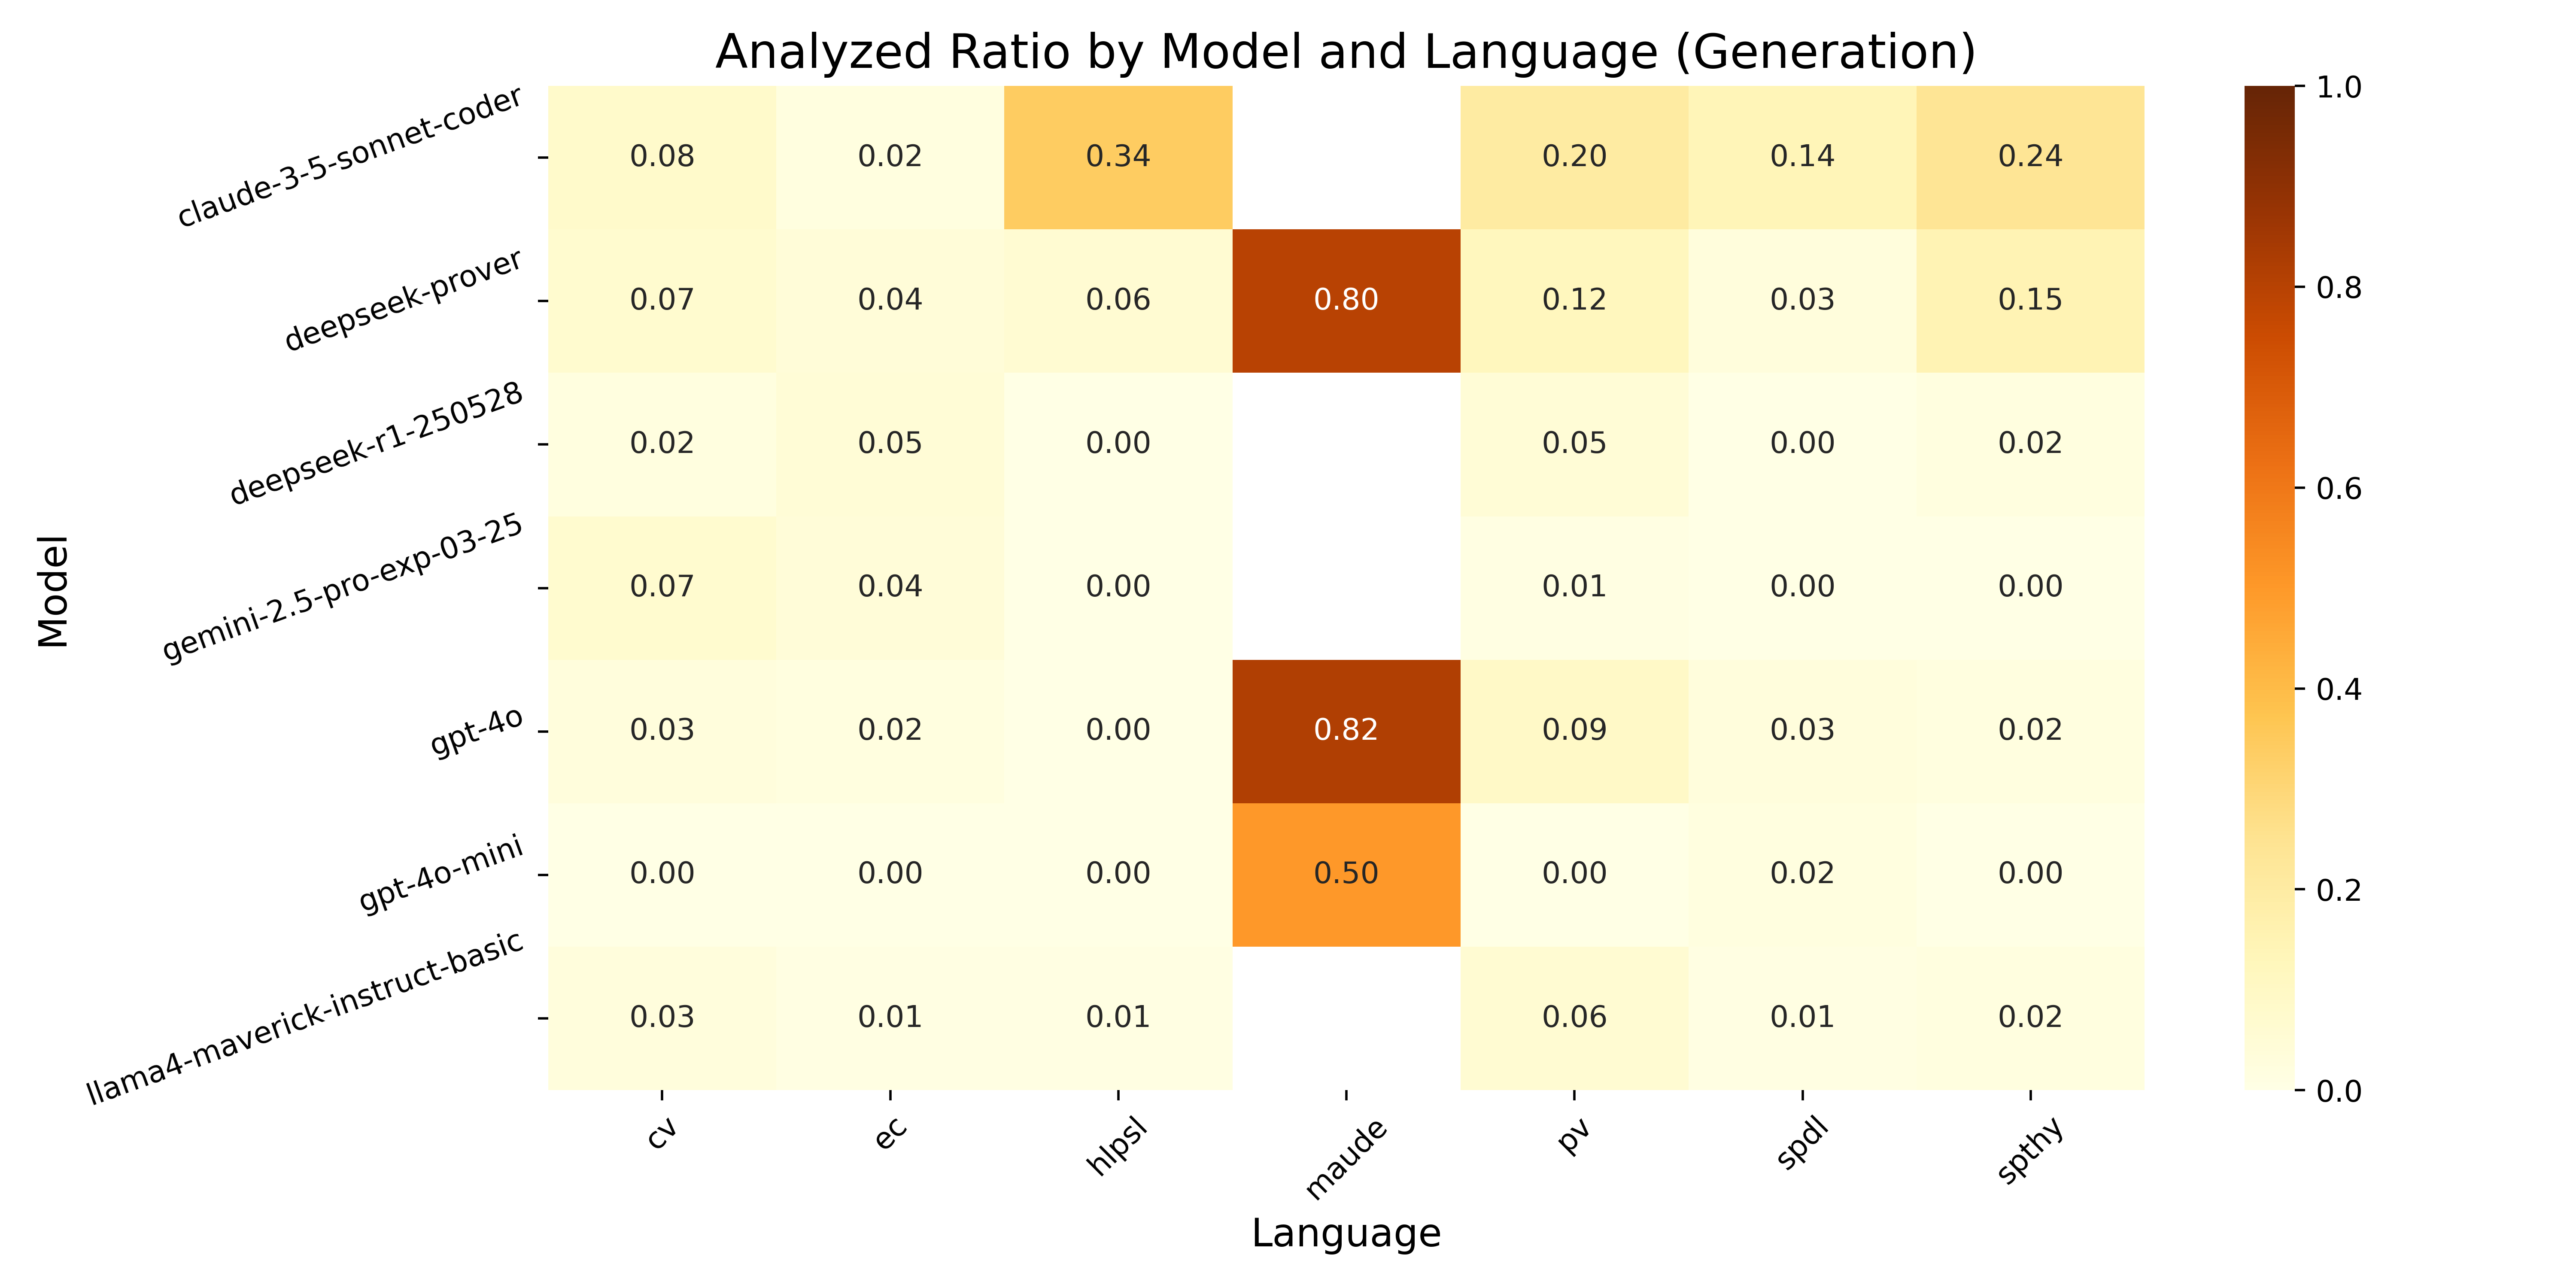 Analyzed Ratio by Model and Language (Generation)
Model
claude-3-5-sonnet-coder 0.08 0.02 0.34 0.20 0.14 0.24
deepseek-prover 0.07 0.04 0.06 0.80 0.12 0.03 0.15
deepseek-r1-250528 0.02 0.05 0.00 0.05 0.00 0.02
gemini-2.5-pro-exp-03-25 0.07 0.04 0.00 0.01 0.00 0.00
gpt-4o 0.03 0.02 0.00 0.82 0.09 0.03 0.02
gpt-4o-mini 0.00 0.00 0.00 0.50 0.00 0.02 0.00
llama4-maverick-instruct-basic 0.03 0.01 0.01 0.06 0.01 0.02
cv ec hlpsl maude pv spdl spthy
Language
1.0
0.8
0.6
0.4
0.2
0.0